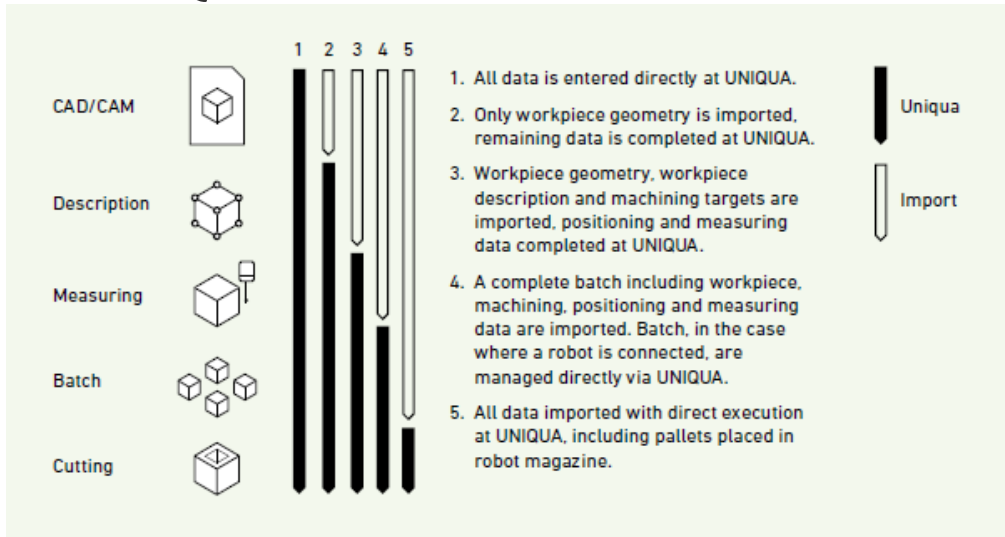 1 2 3 4 5
CAD/CAM
Description
Measuring
Batch
Cutting
1. All data is entered directly at UNIQUA.
2. Only workpiece geometry is imported,
remaining data is completed at UNIQUA.
3. Workpiece geometry, workpiece
description and machining targets are
imported, positioning and measuring
data completed at UNIQUA.
4. A complete batch including workpiece,
machining, positioning and measuring
data are imported. Batch, in the case
where a robot is connected, are
managed directly via UNIQUA.
5. All data imported with direct execution
at UNIQUA, including pallets placed in
robot magazine.
Uniqua
Import